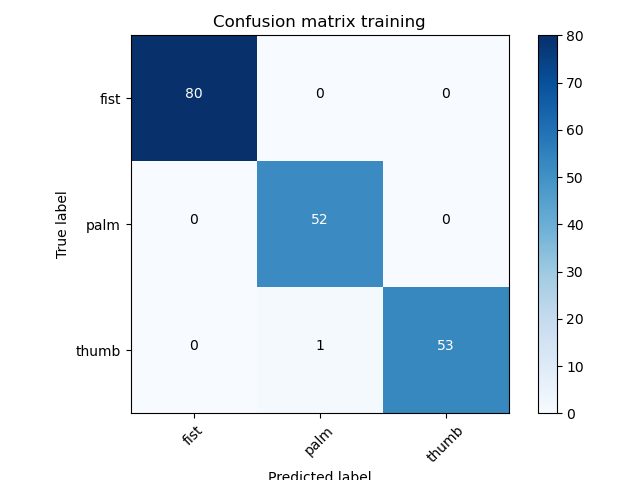 Confusion matrix training
True label
fist
80 0 0
palm
0 52 0
thumb
0 1 53
fist palm thumb
Predicted label
80
70
60
50
40
30
20
10
0